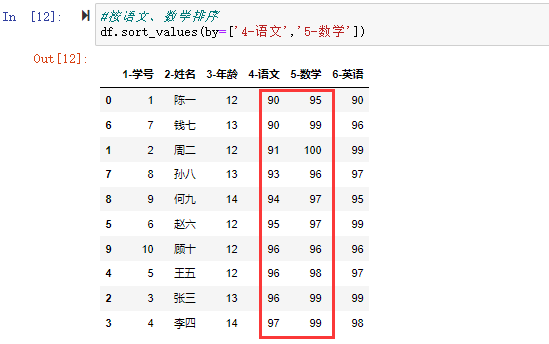 In [12]: #按语文、数学排序
df.sort_values(by=['4-语文','5-数学'])
Out[12]:
1-学号 2-姓名 3-年龄 4-语文 5-数学 6-英语
0 1 陈一 12 90 95 90
6 7 钱七 13 90 99 96
1 2 周二 12 91 100 99
7 8 孙八 13 93 96 97
8 9 何九 14 94 97 95
5 6 赵六 12 95 97 99
9 10 顾十 12 96 96 96
4 5 王五 12 96 98 97
2 3 张三 13 96 99 99
3 4 李四 14 97 99 98